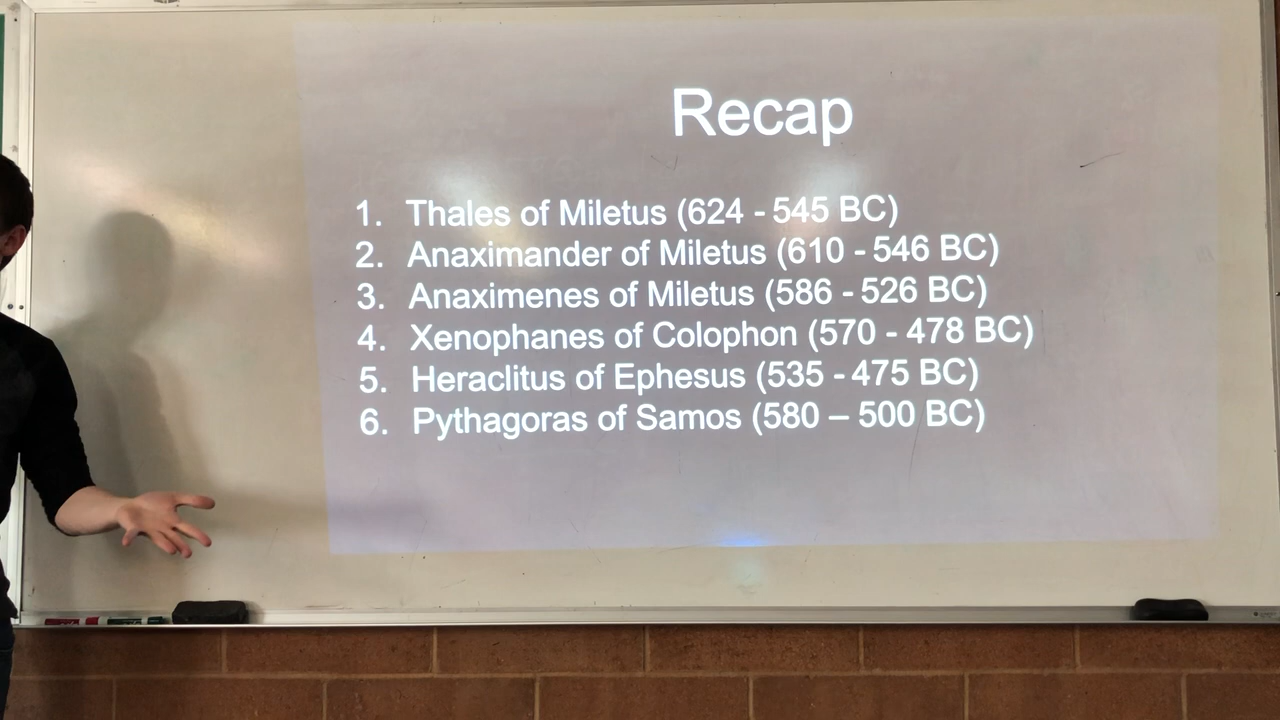 Recap
1. Thales of Miletus (624 - 545 BC)
2. Anaximander of Miletus (610 - 546 BC)
3. Anaximenes of Miletus (586 - 526 BC)
4. Xenophanes of Colophon (570 - 478 BC)
5. Heraclitus of Ephesus (535 - 475 BC)
6. Pythagoras of Samos (580 – 500 BC)